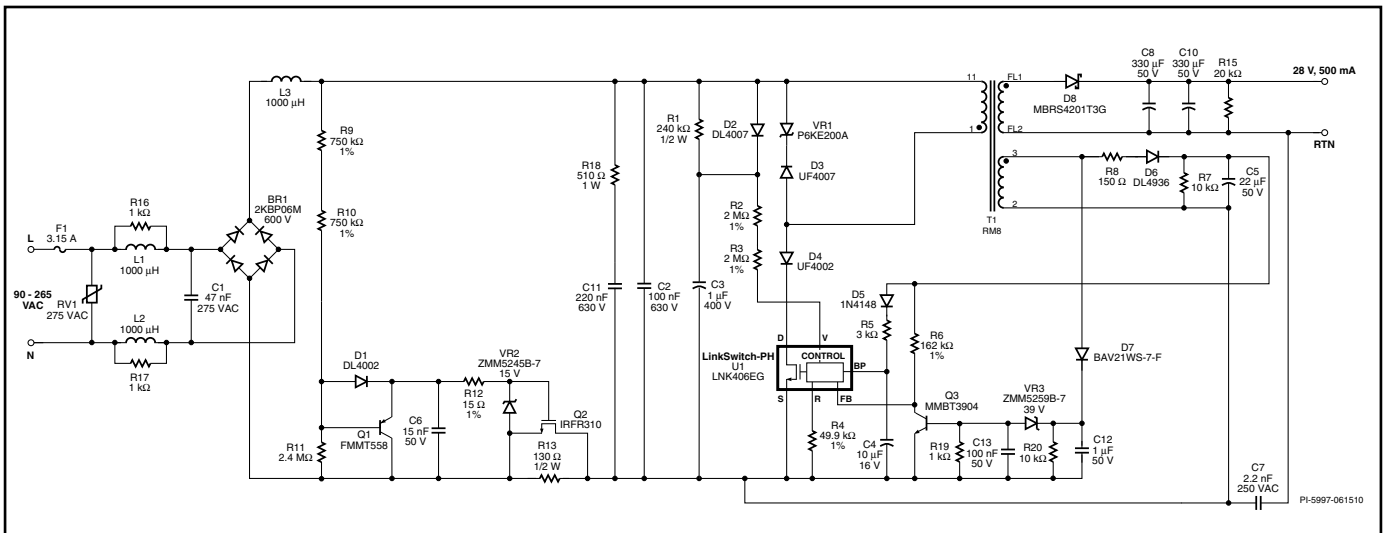 L3
1000 µH
R9
750 kΩ
1%
R10
750 kΩ
1%
R16
1 kΩ
BR1
2KBP06M
600 V
F1
3.15 A
L
L1
1000 µH
90 - 265
VAC
RV1
275 VAC
C1
47 nF
275 VAC
L2
1000 µH
N
R17
1 kΩ
D1
DL4002
VR2
ZMM5245B-7
15 V
R12
15 Ω
1%
Q1
FMMT558
C6
15 nF
50 V
Q2
IRFR310
R11
2.4 MΩ
R13
130 Ω
1/2 W
R18
510 Ω
1 W
C11
220 nF
630 V
C2
100 nF
630 V
R1
240 kΩ
1/2 W
D2
DL4007
VR1
P6KE200A
D3
UF4007
R2
2 MΩ
1%
R3
2 MΩ
1%
D4
UF4002
C3
1 µF
400 V
D5
1N4148
R5
3 kΩ
R6
162 kΩ
1%
D
V
LinkSwitch-PH
U1
LNK406EG
CONTROL
BP
S
R
FB
R4
49.9 kΩ
1%
C4
10 µF
16 V
Q3
MMBT3904
VR3
ZMM5259B-7
39 V
D7
BAV21WS-7-F
R19
1 kΩ
C13
100 nF
50 V
R20
10 kΩ
C12
1 µF
50 V
11
1
FL1
FL2
3
2
T1
RM8
D8
MBRS4201T3G
C8
330 µF
50 V
C10
330 µF
50 V
R15
20 kΩ
28 V, 500 mA
RTN
R8
150 Ω
D6
DL4936
R7
10 kΩ
C5
22 µF
50 V
C7
2.2 nF
250 VAC
PI-5997-061510